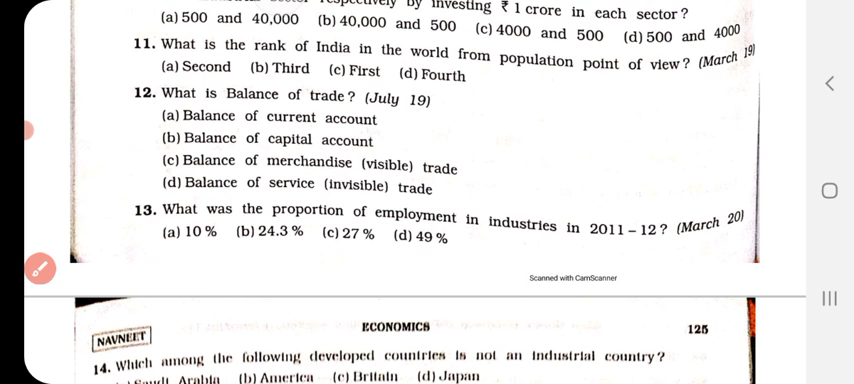 by investing ₹ 1 crore in each sector?
(a) 500 and 40,000 (b) 40,000 and 500 (c) 4000 and 500 (d) 500 and 4000
11. What is the rank of India in the world from population point of view? (March 19)
(a) Second (b) Third (c) First (d) Fourth
12. What is Balance of trade? (July 19)
(a) Balance of current account
(b) Balance of capital account
(c) Balance of merchandise (visible) trade
(d) Balance of service (invisible) trade
13. What was the proportion of employment in industries in 2011 – 12? (March 20)
(a) 10 % (b) 24.3 % (c) 27 % (d) 49 %
Scanned with CamScanner
NAVNEET
ECONOMICS
125
14. Which among the following developed countries is not an industrial country?
Saudi Arabia (b) America (c) Britain (d) Japan